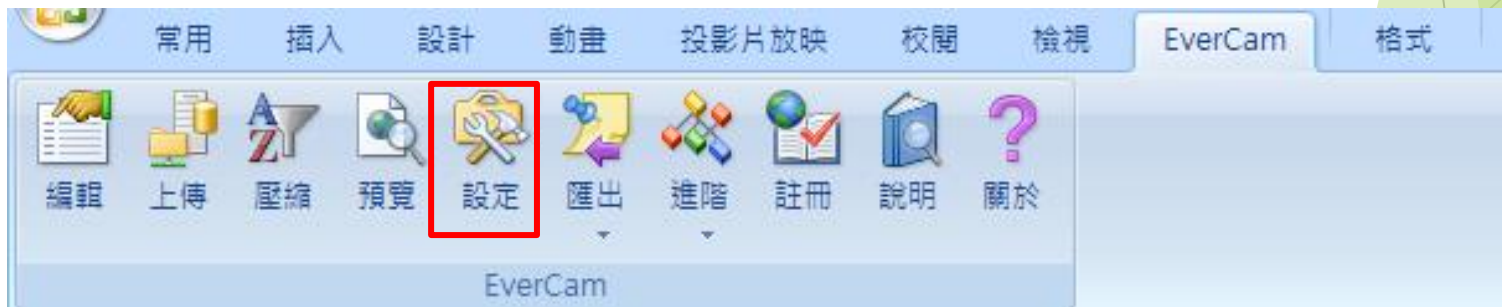 常用 插入 設計 動畫 投影片放映 校閱 檢視 EverCam 格式
編輯 上傳 壓縮 預覽 設定 匯出 進階 註冊 說明 關於
EverCam